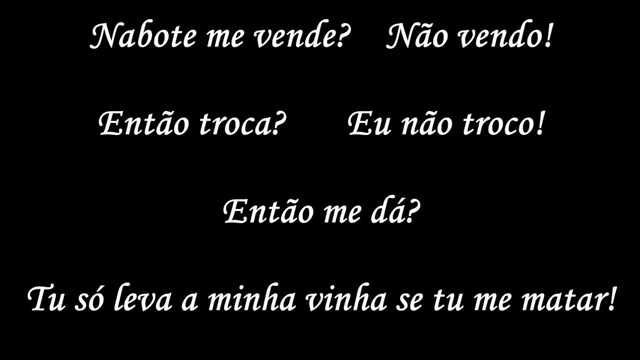 Nabote me vende? Não vendo!
Então troca? Eu não troco!
Então me dá?
Tu só leva a minha vinha se tu me matar!